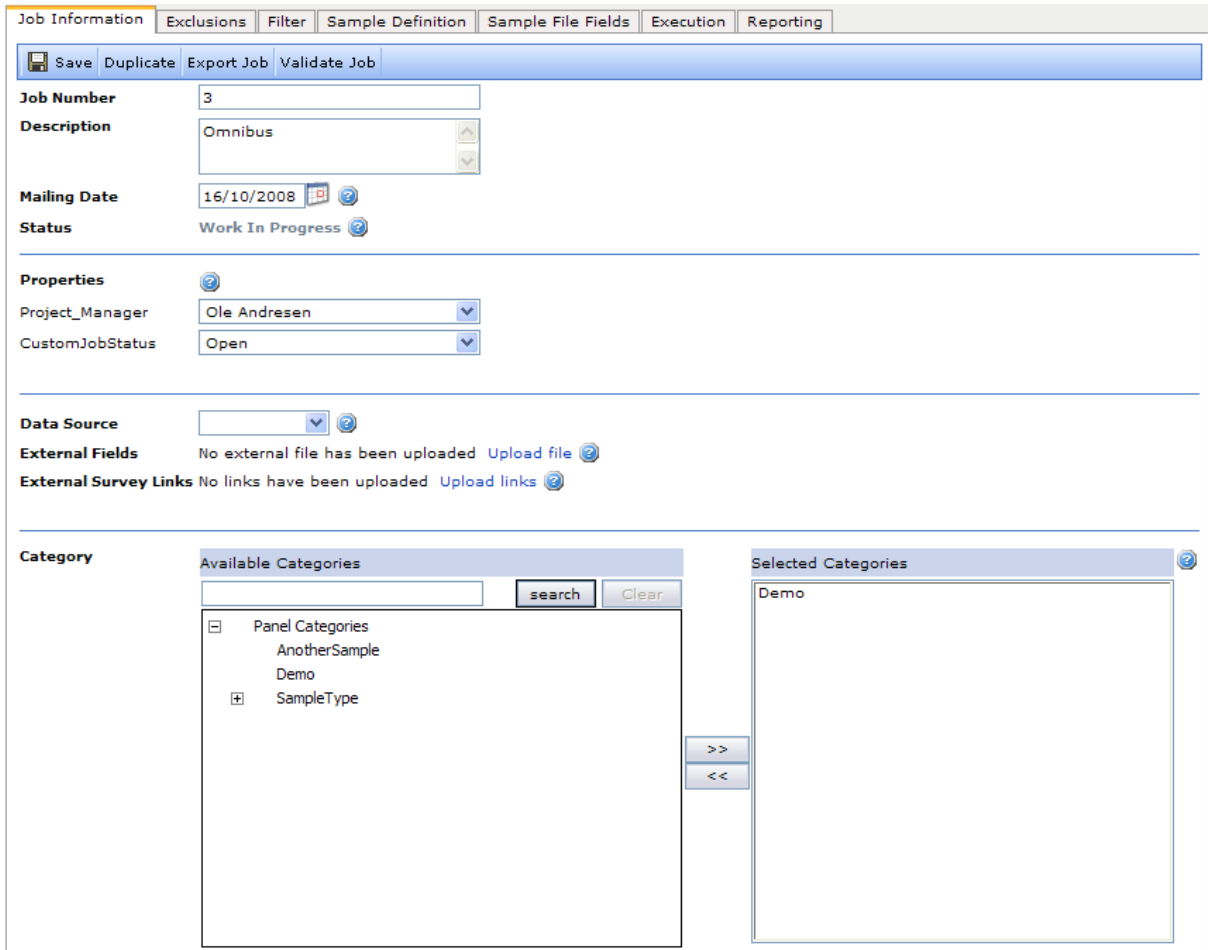 Job Information Exclusions Filter Sample Definition Sample File Fields Execution Reporting
Save Duplicate Export Job Validate Job
Job Number 3
Description Omnibus
Mailing Date 16/10/2008
Status Work In Progress
Properties
Project_Manager Ole Andresen
CustomJobStatus Open
Data Source
External Fields No external file has been uploaded Upload file
External Survey Links No links have been uploaded Upload links
Category Available Categories Selected Categories
search Clear Demo
Panel Categories
AnotherSample
Demo
SampleType
>>
<<